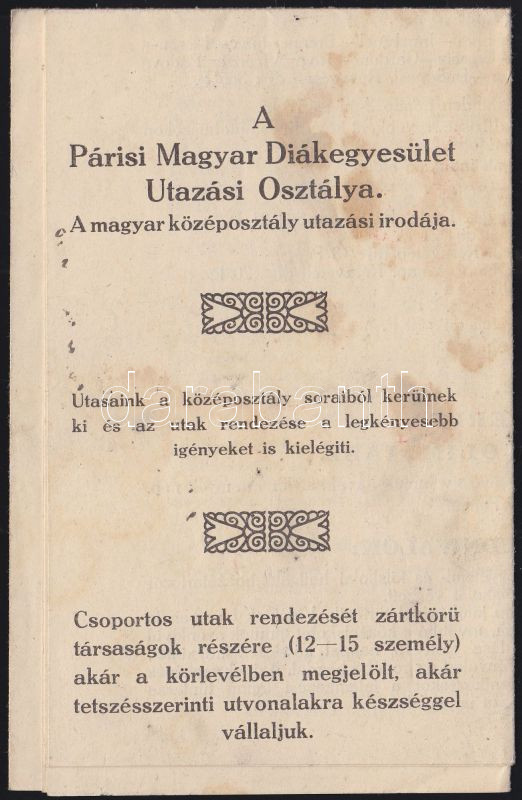 A
Párisi Magyar Diákegyesület
Utazási Osztálya.
A magyar középosztály utazási irodája.
Utasaink a középosztály soraiból kerülnek
ki és az utak rendezése a legkényesebb
igényeket is kielégiti.
darabanth
Csoportos utak rendezését zártkörü
társaságok részére (12—15 személy)
akár a körlevélben megjelölt, akár
tetszésszerinti utvonalakra készséggel
vállaljuk.